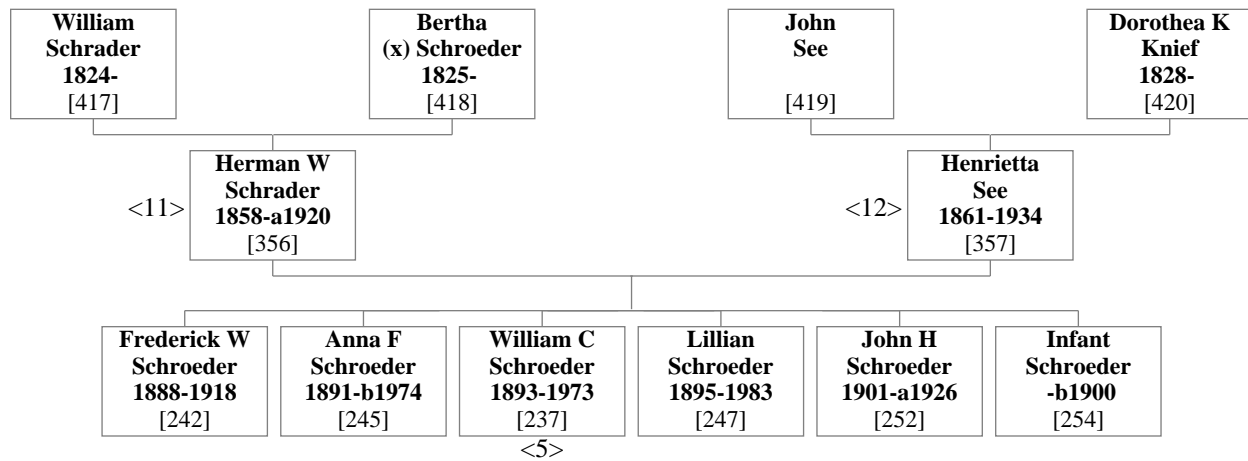 William
Schrader
1824-
[417]
Bertha
(x) Schroeder
1825-
[418]
John
See
[419]
Dorothea K
Knief
1828-
[420]
<11>
Herman W
Schrader
1858-a1920
[356]
<12>
Henrietta
See
1861-1934
[357]
Frederick W
Schroeder
1888-1918
[242]
Anna F
Schroeder
1891-b1974
[245]
William C
Schroeder
1893-1973
[237]
<5>
Lillian
Schroeder
1895-1983
[247]
John H
Schroeder
1901-a1926
[252]
Infant
Schroeder
-b1900
[254]